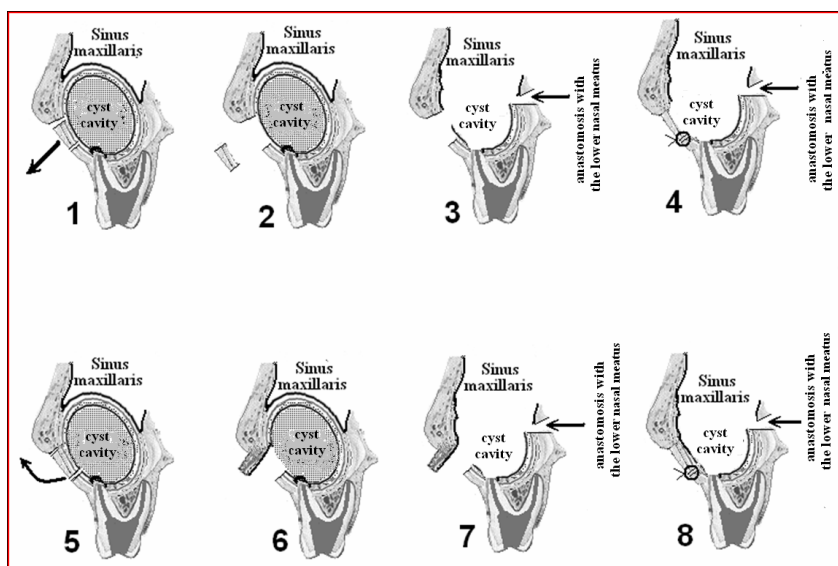 Sinus
maxillaris
cyst
cavity
1
Sinus
maxillaris
cyst
cavity
2
Sinus
maxillaris
cyst
cavity
anastomosis with
the lower nasal meatus
3
Sinus
maxillaris
cyst
cavity
anastomosis with
the lower nasal meatus
4
Sinus
maxillaris
cyst
cavity
5
Sinus
maxillaris
cyst
cavity
6
Sinus
maxillaris
cyst
cavity
anastomosis with
the lower nasal meatus
7
Sinus
maxillaris
cyst
cavity
anastomosis with
the lower nasal meatus
8